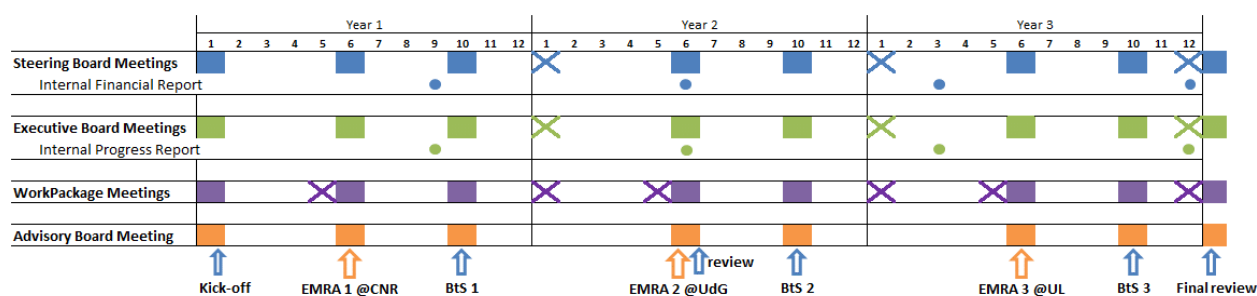 Year 1 Year 2 Year 3
1 2 3 4 5 6 7 8 9 10 11 12 1 2 3 4 5 6 7 8 9 10 11 12 1 2 3 4 5 6 7 8 9 10 11 12
Steering Board Meetings
Internal Financial Report
Executive Board Meetings
Internal Progress Report
WorkPackage Meetings
Advisory Board Meeting
review
Kick-off EMRA 1 @CNR BtS 1 EMRA 2 @UdG BtS 2 EMRA 3 @UL BtS 3 Final review